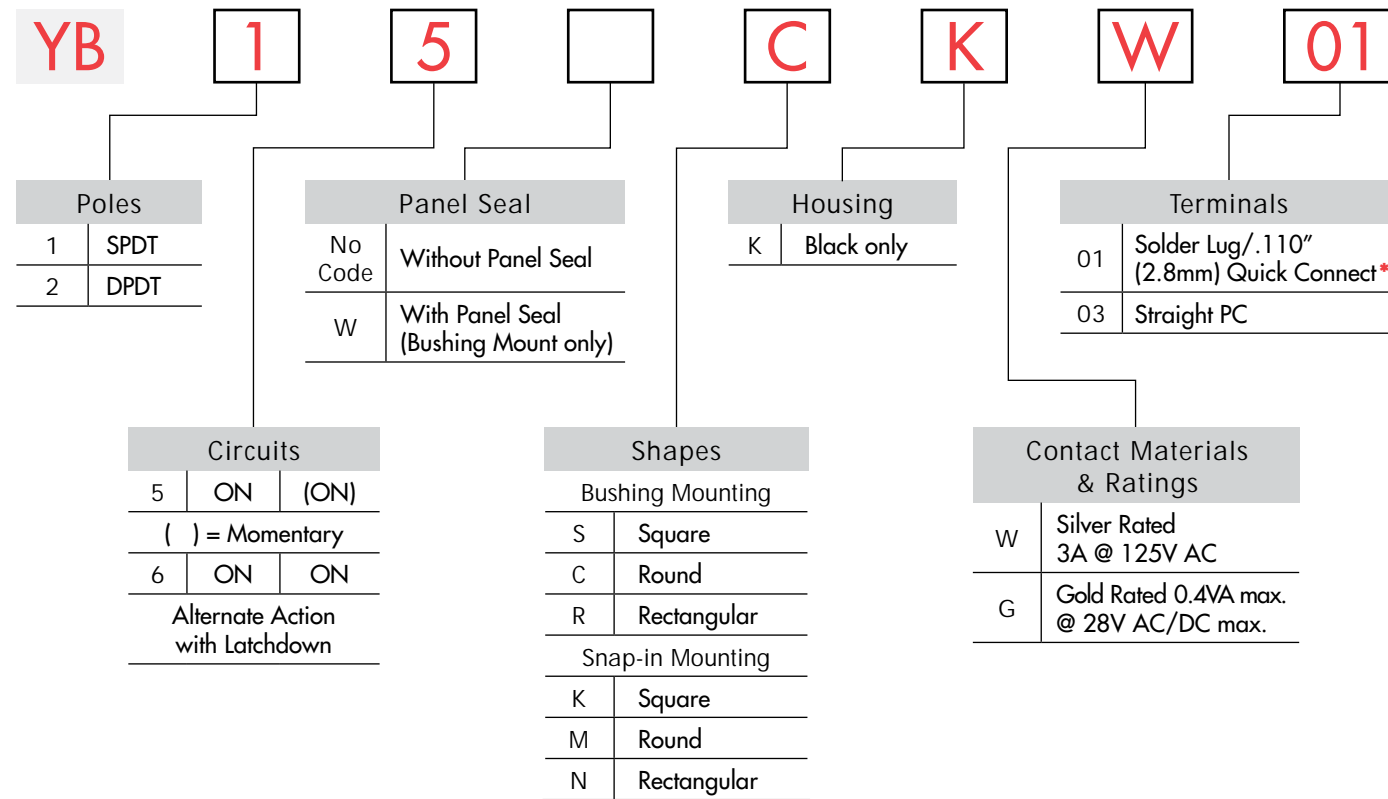 YB 1 5 C K W 01
Poles
1 SPDT
2 DPDT
Panel Seal
No Code Without Panel Seal
W With Panel Seal
(Bushing Mount only)
Housing
K Black only
Terminals
01 Solder Lug/.110″
(2.8mm) Quick Connect*
03 Straight PC
Circuits
5 ON (ON)
( ) = Momentary
6 ON ON
Alternate Action
with Latchdown
Shapes
Bushing Mounting
S Square
C Round
R Rectangular
Snap-in Mounting
K Square
M Round
N Rectangular
Contact Materials
& Ratings
W Silver Rated
3A @ 125V AC
G Gold Rated 0.4VA max.
@ 28V AC/DC max.